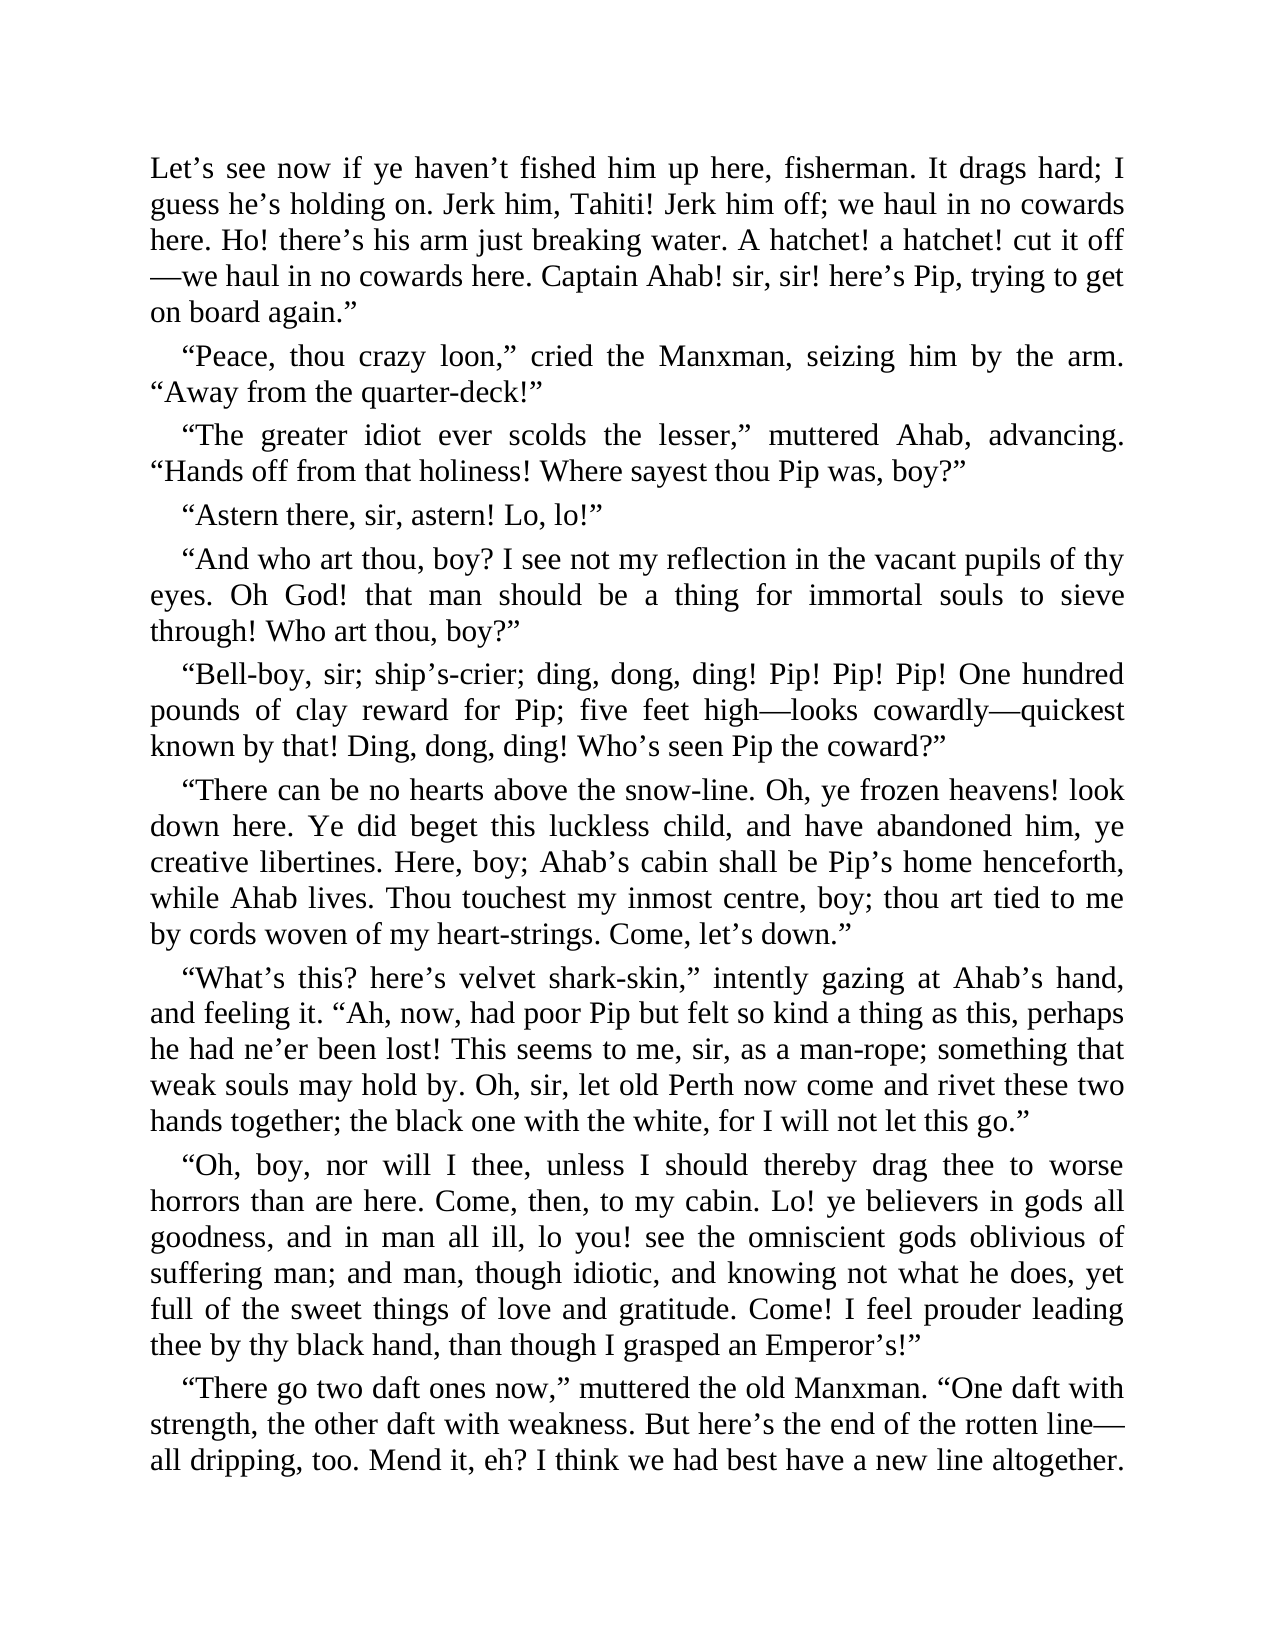 Let’s see now if ye haven’t fished him up here, fisherman. It drags hard; I
guess he’s holding on. Jerk him, Tahiti! Jerk him off; we haul in no cowards
here. Ho! there’s his arm just breaking water. A hatchet! a hatchet! cut it off
—we haul in no cowards here. Captain Ahab! sir, sir! here’s Pip, trying to get
on board again.”
“Peace, thou crazy loon,” cried the Manxman, seizing him by the arm.
“Away from the quarter-deck!”
“The greater idiot ever scolds the lesser,” muttered Ahab, advancing.
“Hands off from that holiness! Where sayest thou Pip was, boy?”
“Astern there, sir, astern! Lo, lo!”
“And who art thou, boy? I see not my reflection in the vacant pupils of thy
eyes. Oh God! that man should be a thing for immortal souls to sieve
through! Who art thou, boy?”
“Bell-boy, sir; ship’s-crier; ding, dong, ding! Pip! Pip! Pip! One hundred
pounds of clay reward for Pip; five feet high—looks cowardly—quickest
known by that! Ding, dong, ding! Who’s seen Pip the coward?”
“There can be no hearts above the snow-line. Oh, ye frozen heavens! look
down here. Ye did beget this luckless child, and have abandoned him, ye
creative libertines. Here, boy; Ahab’s cabin shall be Pip’s home henceforth,
while Ahab lives. Thou touchest my inmost centre, boy; thou art tied to me
by cords woven of my heart-strings. Come, let’s down.”
“What’s this? here’s velvet shark-skin,” intently gazing at Ahab’s hand,
and feeling it. “Ah, now, had poor Pip but felt so kind a thing as this, perhaps
he had ne’er been lost! This seems to me, sir, as a man-rope; something that
weak souls may hold by. Oh, sir, let old Perth now come and rivet these two
hands together; the black one with the white, for I will not let this go.”
“Oh, boy, nor will I thee, unless I should thereby drag thee to worse
horrors than are here. Come, then, to my cabin. Lo! ye believers in gods all
goodness, and in man all ill, lo you! see the omniscient gods oblivious of
suffering man; and man, though idiotic, and knowing not what he does, yet
full of the sweet things of love and gratitude. Come! I feel prouder leading
thee by thy black hand, than though I grasped an Emperor’s!”
“There go two daft ones now,” muttered the old Manxman. “One daft with
strength, the other daft with weakness. But here’s the end of the rotten line—
all dripping, too. Mend it, eh? I think we had best have a new line altogether.